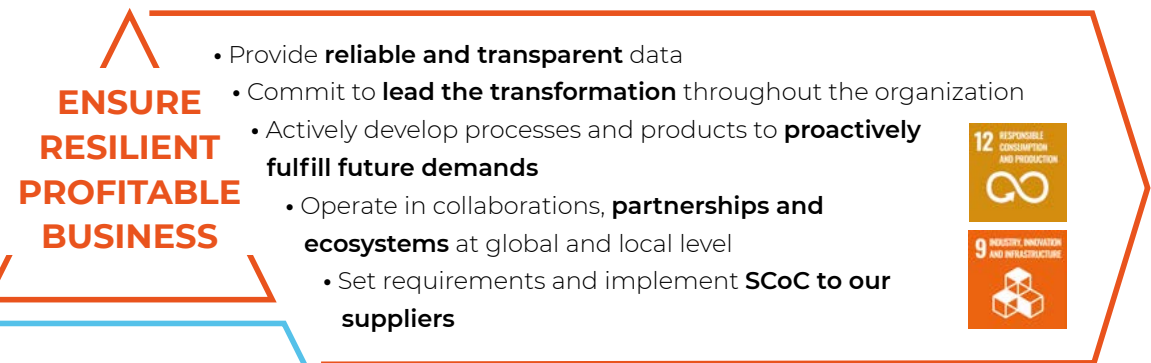 ENSURE
RESILIENT
PROFITABLE
BUSINESS
• Provide reliable and transparent data
• Commit to lead the transformation throughout the organization
• Actively develop processes and products to proactively
fulfill future demands
• Operate in collaborations, partnerships and
ecosystems at global and local level
• Set requirements and implement SCoC to our
suppliers
12 RESPONSIBLE
CONSUMPTION
AND PRODUCTION
9 INDUSTRY, INNOVATION
AND INFRASTRUCTURE